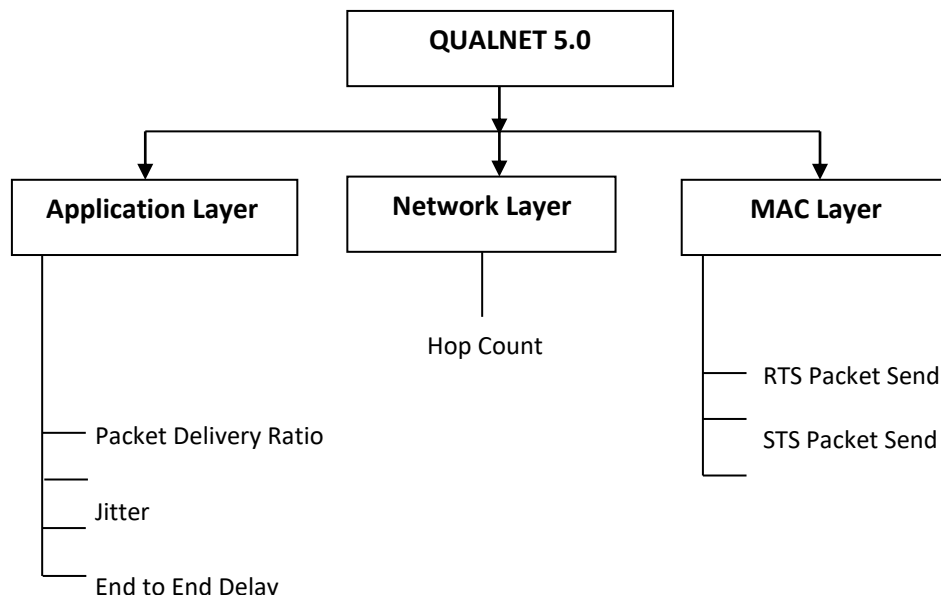 QUALNET 5.0
Application Layer
Network Layer
MAC Layer
Hop Count
RTS Packet Send
STS Packet Send
Packet Delivery Ratio
Jitter
End to End Delay